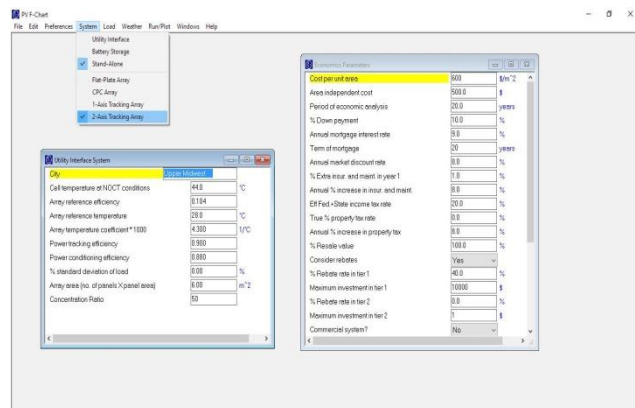 PV F-Chart
File Edit Preferences System Load Weather Run/Plot Windows Help
Utility Interface
Battery Storage
Stand-Alone
Flat-Plate Array
CPC Array
1-Axis Tracking Array
2-Axis Tracking Array
Utility Interface System
City Upper Midwest
Cell temperature at NOCT conditions 44.0 °C
Array reference efficiency 0.104
Array reference temperature 28.0 °C
Array temperature coefficient * 1000 4.300 1/°C
Power tracking efficiency 0.900
Power conditioning efficiency 0.880
% standard deviation of load 0.00 %
Array area (no. of panels X panel area) 6.00 m^2
Concentration Ratio 50
Economics Parameters
Cost per unit area 600 $/m^2
Area independent cost 500.0 $
Period of economic analysis 20.0 years
% Down payment 10.0 %
Annual mortgage interest rate 9.0 %
Term of mortgage 20 years
Annual market discount rate 8.0 %
% Extra insur. and maint. in year 1 1.0 %
Annual % increase in insur. and maint. 8.0 %
Eff.Fed.+State income tax rate 20.0 %
True % property tax rate 0.0 %
Annual % increase in property tax 8.0 %
% Resale value 100.0 %
Consider rebates Yes
% Rebate rate in tier 1 40.0 %
Maximum investment in tier 1 10000 $
% Rebate rate in tier 2 0.0 %
Maximum investment in tier 2 1 $
Commercial system? No